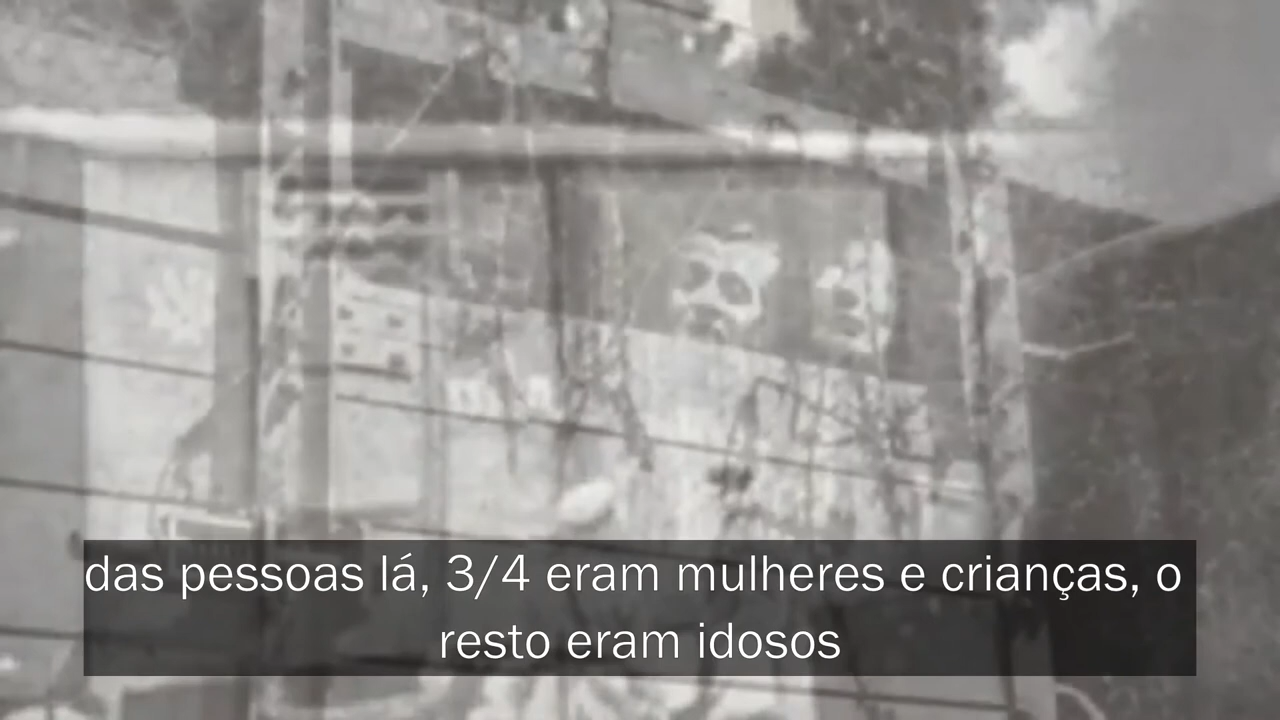 das pessoas lá, 3/4 eram mulheres e crianças, o
resto eram idosos